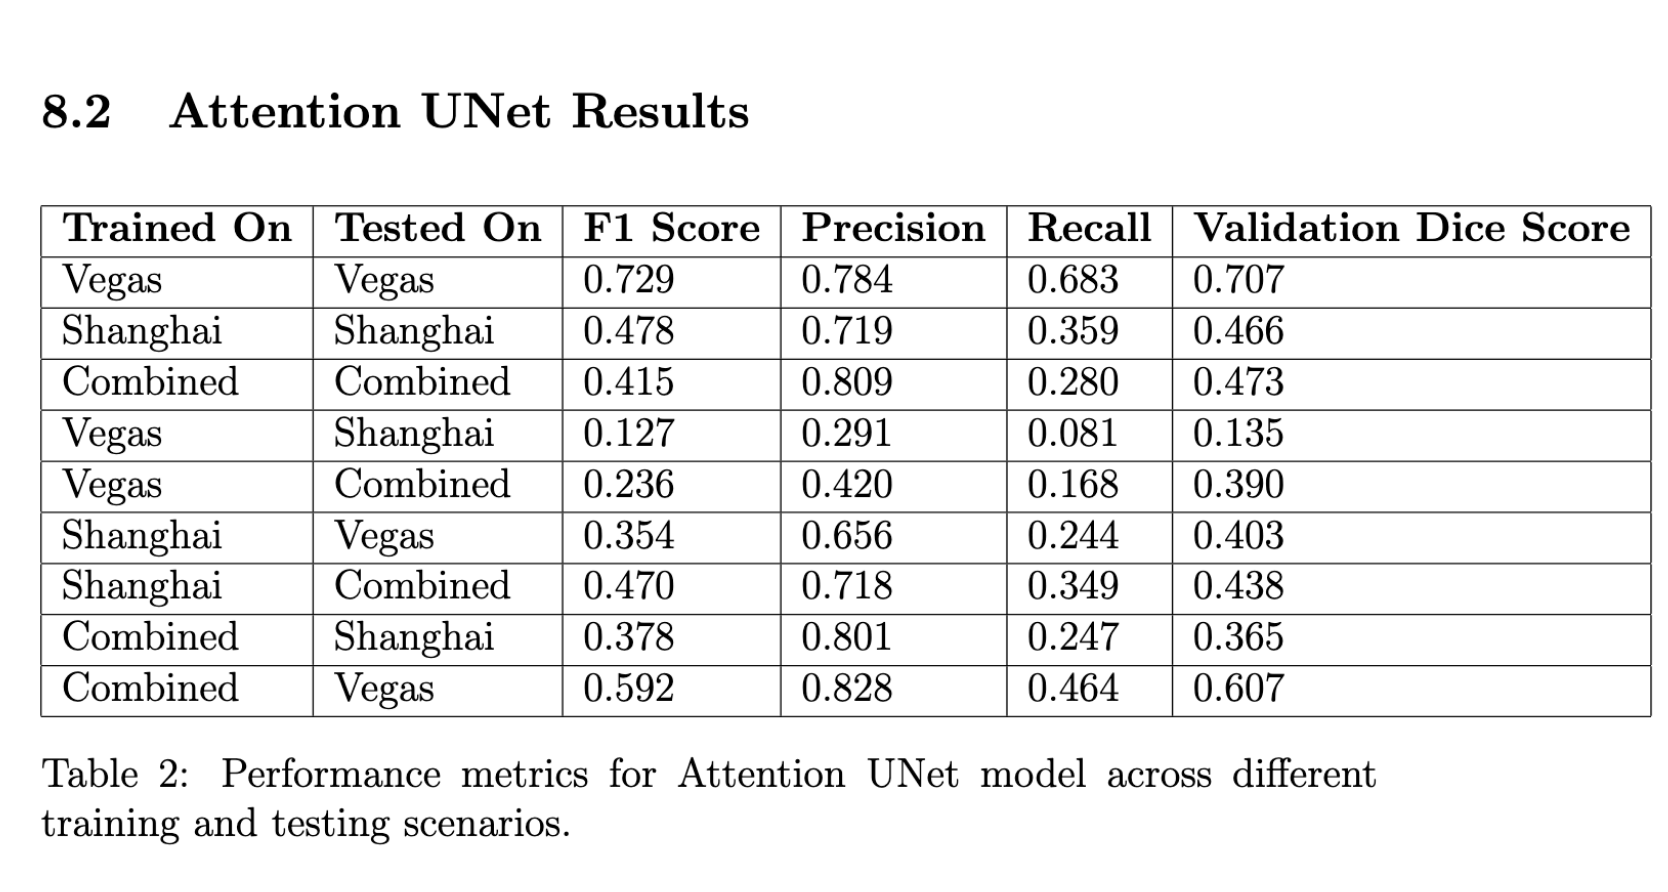 8.2 Attention UNet Results
Trained On Tested On F1 Score Precision Recall Validation Dice Score
Vegas Vegas 0.729 0.784 0.683 0.707
Shanghai Shanghai 0.478 0.719 0.359 0.466
Combined Combined 0.415 0.809 0.280 0.473
Vegas Shanghai 0.127 0.291 0.081 0.135
Vegas Combined 0.236 0.420 0.168 0.390
Shanghai Vegas 0.354 0.656 0.244 0.403
Shanghai Combined 0.470 0.718 0.349 0.438
Combined Shanghai 0.378 0.801 0.247 0.365
Combined Vegas 0.592 0.828 0.464 0.607
Table 2: Performance metrics for Attention UNet model across different
training and testing scenarios.